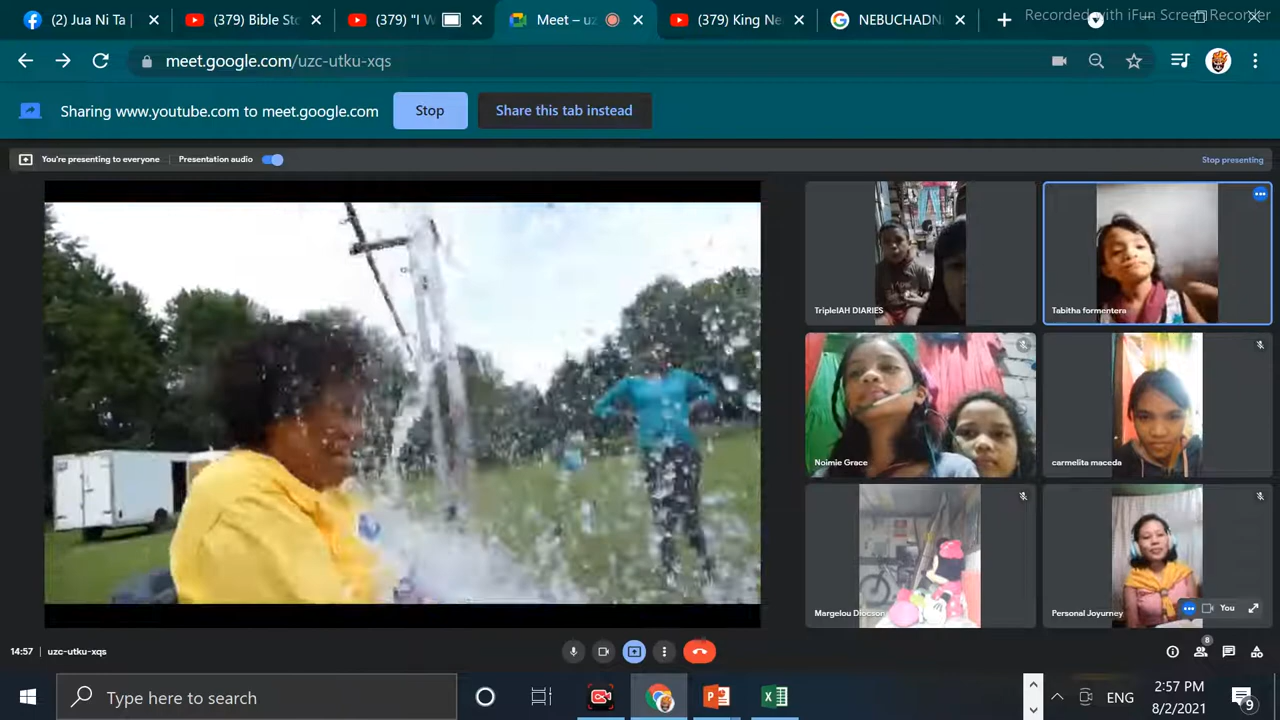 (2) Jua Ni Ta |
(379) Bible Sto
(379) "I W
Meet – uz
(379) King Ne
NEBUCHADN
Recorded with iFun Screen Recorder
meet.google.com/uzc-utku-xqs
Sharing www.youtube.com to meet.google.com
Stop
Share this tab instead
You're presenting to everyone
Presentation audio
Stop presenting
TripleIAH DIARIES
Tabitha formentera
Noimie Grace
carmelita maceda
Margelou Diocson
Personal Joyurney
You
14:57 | uzc-utku-xqs
8
Type here to search
ENG
2:57 PM
8/2/2021
9